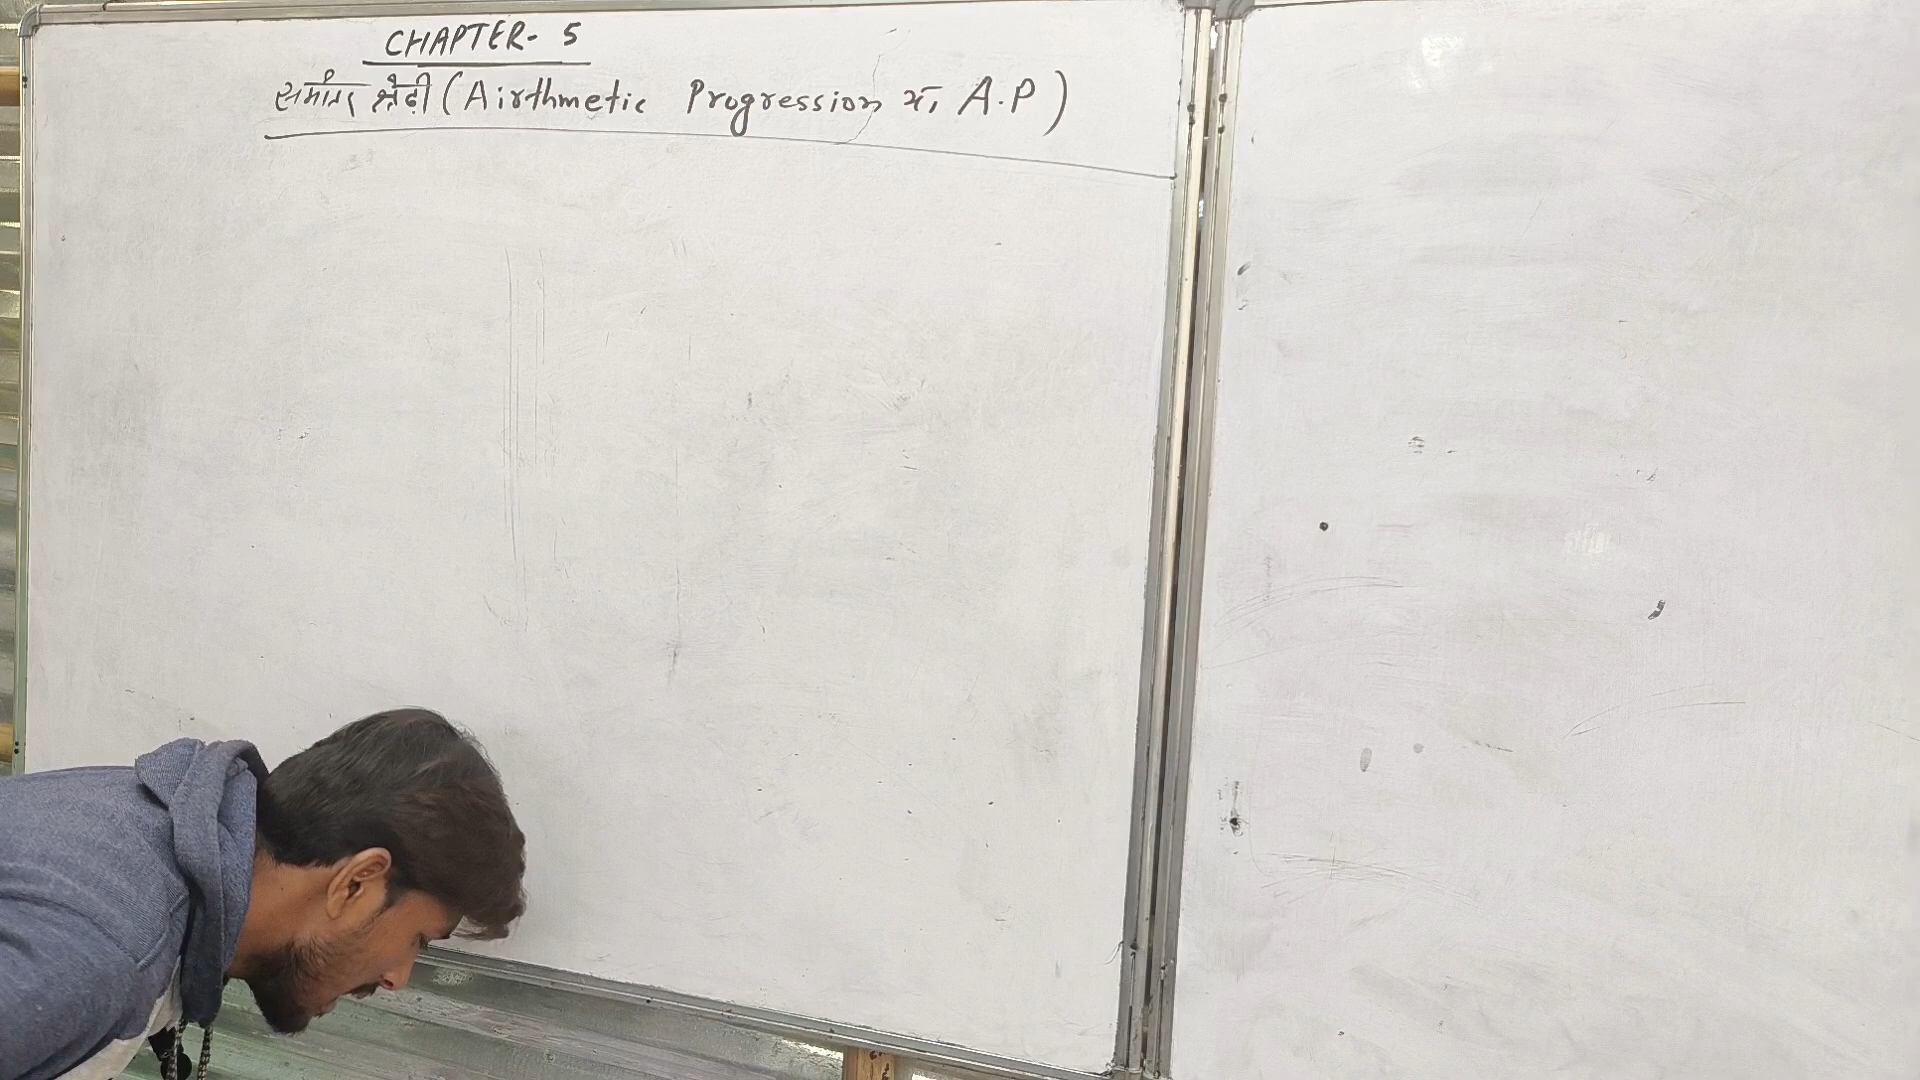 CHAPTER- 5
समांतर श्रेढ़ी (Airthmetic Progression या A.P)